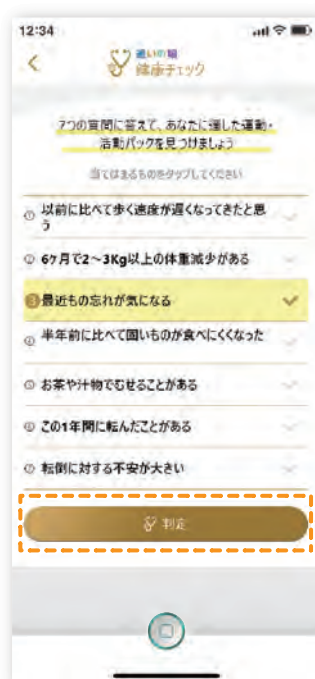 12:34
通いの場
健康チェック
7つの質問に答えて、あなたに適した運動・
活動パックを見つけましょう
当てはまるものをタップしてください
① 以前に比べて歩く速度が遅くなってきたと思
う
② 6ヶ月で2～3Kg以上の体重減少がある
③ 最近もの忘れが気になる
④ 半年前に比べて固いものが食べにくくなった
⑤ お茶や汁物でむせることがある
⑥ この1年間に転んだことがある
⑦ 転倒に対する不安が大きい
判定